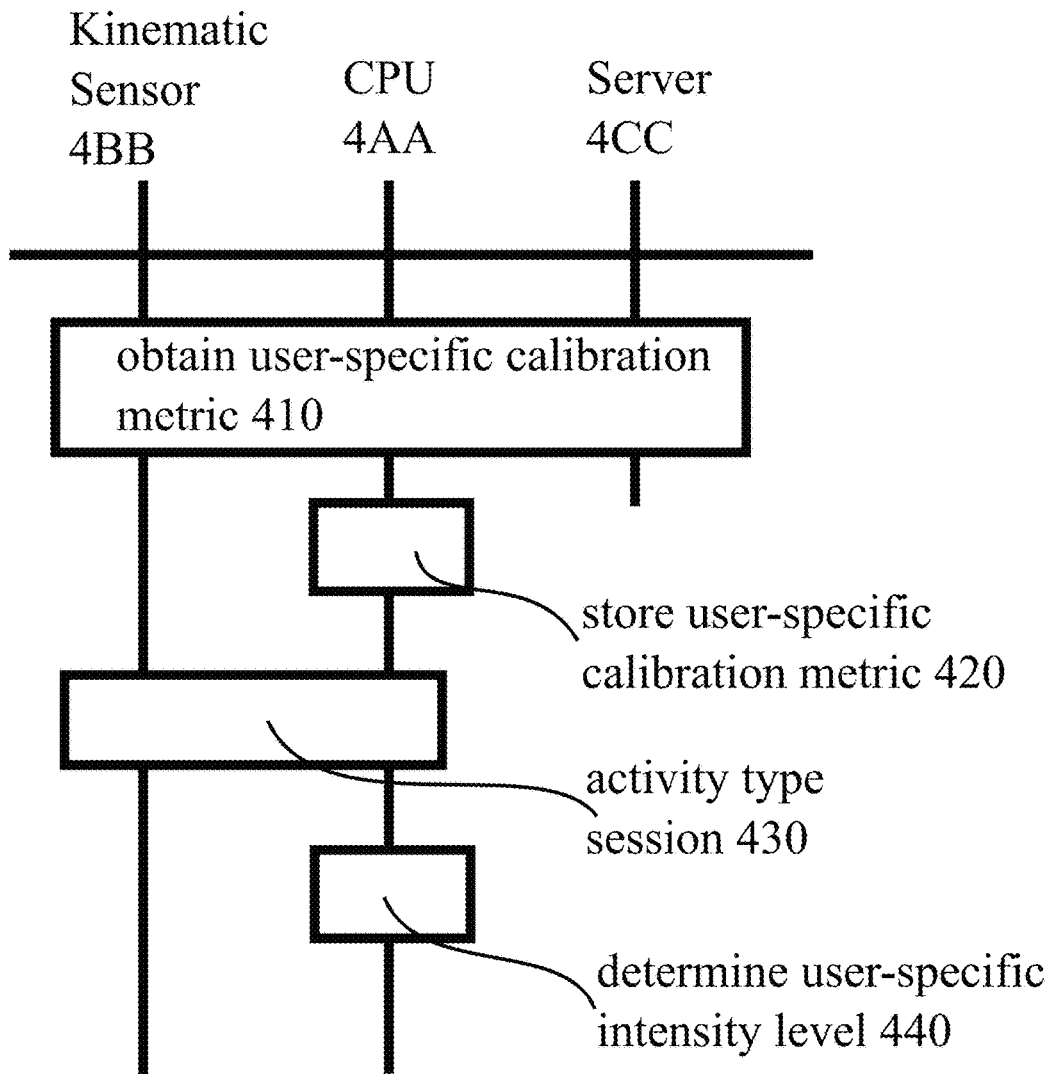 Kinematic
Sensor
4BB
CPU
4AA
Server
4CC
obtain user-specific calibration
metric 410
store user-specific
calibration metric 420
activity type
session 430
determine user-specific
intensity level 440